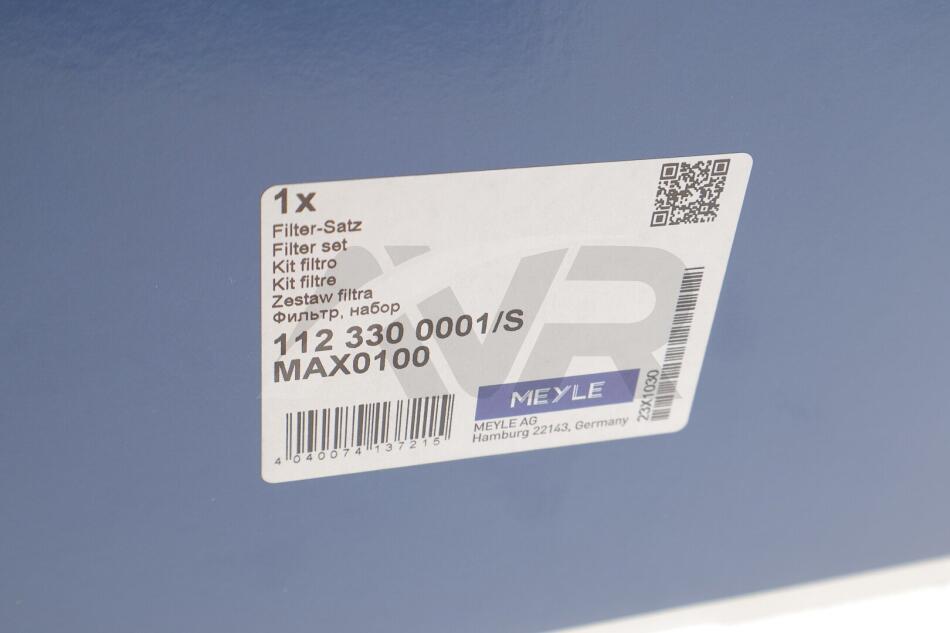 1x
Filter-Satz
Filter set
Kit filtro
Kit filtre
Zestaw filtra
Фильтр, набор
112 330 0001/S
MAX0100
MEYLE
MEYLE AG
Hamburg 22143, Germany
4 040074 137215
23X1030
AVR